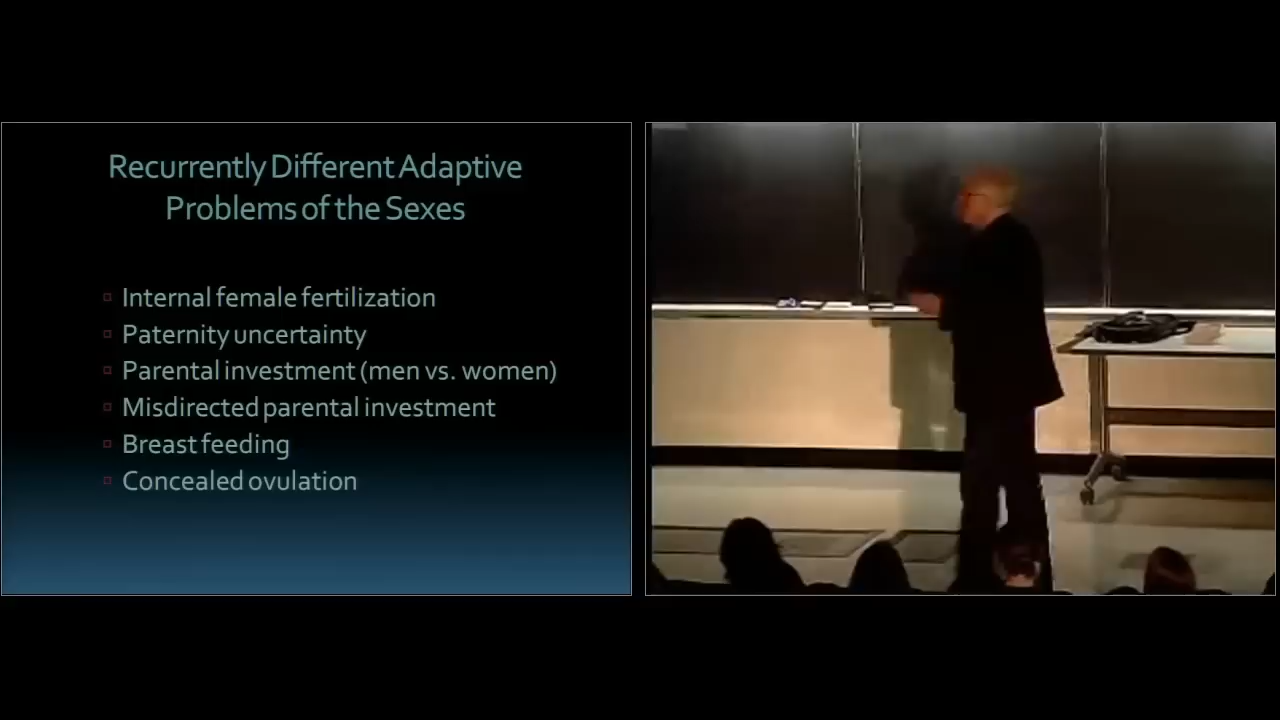 Recurrently Different Adaptive
Problems of the Sexes
Internal female fertilization
Paternity uncertainty
Parental investment (men vs. women)
Misdirected parental investment
Breast feeding
Concealed ovulation